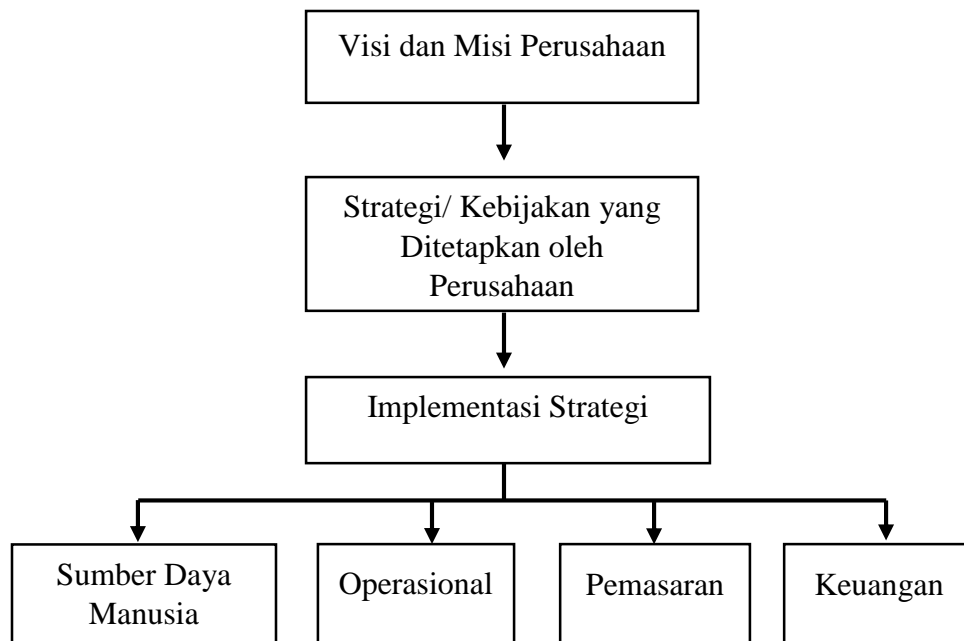 Visi dan Misi Perusahaan
Strategi/ Kebijakan yang
Ditetapkan oleh
Perusahaan
Implementasi Strategi
Sumber Daya
Manusia
Operasional
Pemasaran
Keuangan